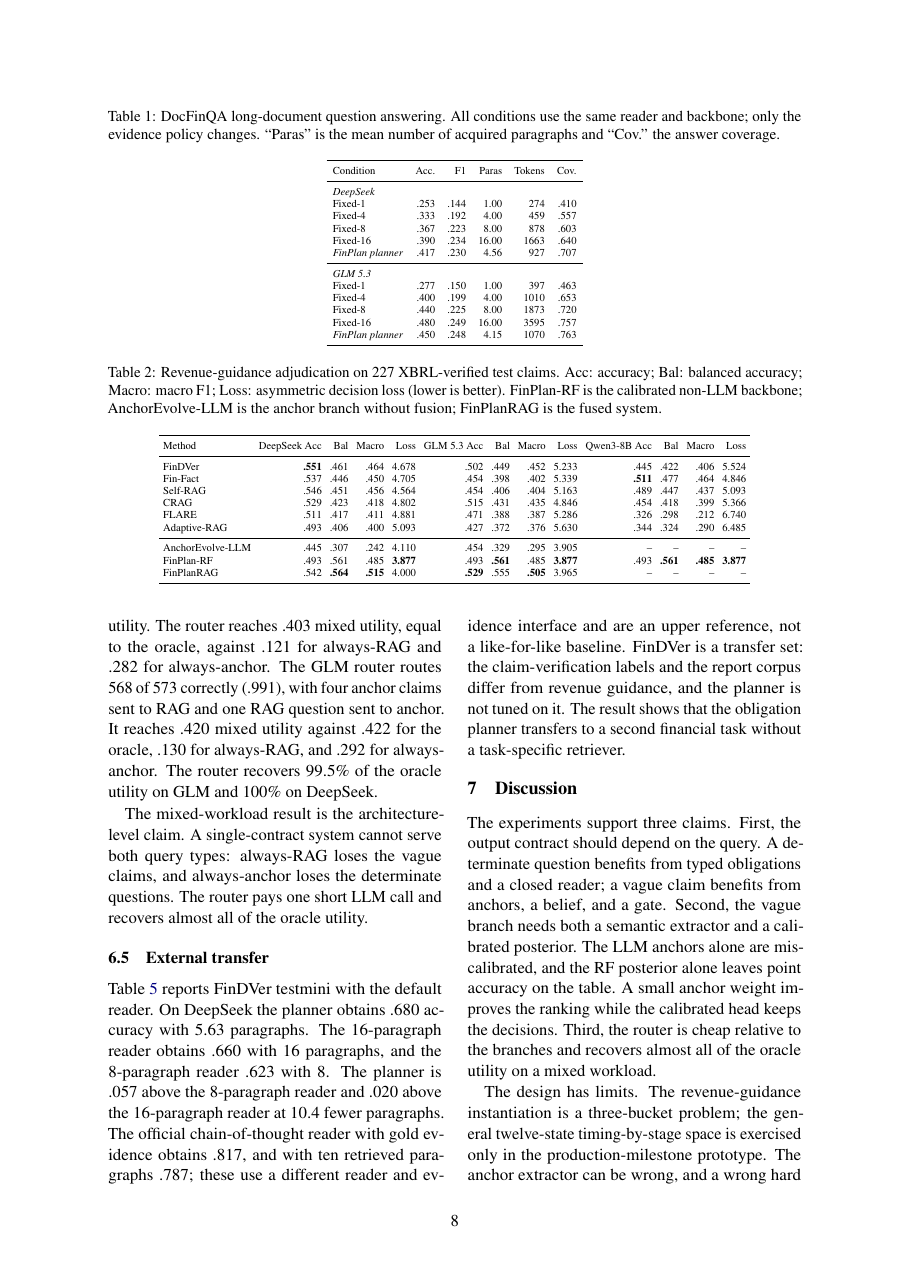 Table 1: DocFinQA long-document question answering. All conditions use the same reader and backbone; only the
evidence policy changes. “Paras” is the mean number of acquired paragraphs and “Cov.” the answer coverage.
Condition Acc. F1 Paras Tokens Cov.
DeepSeek
Fixed-1 .253 .144 1.00 274 .410
Fixed-4 .333 .192 4.00 459 .557
Fixed-8 .367 .223 8.00 878 .603
Fixed-16 .390 .234 16.00 1663 .640
FinPlan planner .417 .230 4.56 927 .707
GLM 5.3
Fixed-1 .277 .150 1.00 397 .463
Fixed-4 .400 .199 4.00 1010 .653
Fixed-8 .440 .225 8.00 1873 .720
Fixed-16 .480 .249 16.00 3595 .757
FinPlan planner .450 .248 4.15 1070 .763
Table 2: Revenue-guidance adjudication on 227 XBRL-verified test claims. Acc: accuracy; Bal: balanced accuracy;
Macro: macro F1; Loss: asymmetric decision loss (lower is better). FinPlan-RF is the calibrated non-LLM backbone;
AnchorEvolve-LLM is the anchor branch without fusion; FinPlanRAG is the fused system.
Method DeepSeek Acc Bal Macro Loss GLM 5.3 Acc Bal Macro Loss Qwen3-8B Acc Bal Macro Loss
FinDVer .551 .461 .464 4.678 .502 .449 .452 5.233 .445 .422 .406 5.524
Fin-Fact .537 .446 .450 4.705 .454 .398 .402 5.339 .511 .477 .464 4.846
Self-RAG .546 .451 .456 4.564 .454 .406 .404 5.163 .489 .447 .437 5.093
CRAG .529 .423 .418 4.802 .515 .431 .435 4.846 .454 .418 .399 5.366
FLARE .511 .417 .411 4.881 .471 .388 .387 5.286 .326 .298 .212 6.740
Adaptive-RAG .493 .406 .400 5.093 .427 .372 .376 5.630 .344 .324 .290 6.485
AnchorEvolve-LLM .445 .307 .242 4.110 .454 .329 .295 3.905 – – – –
FinPlan-RF .493 .561 .485 3.877 .493 .561 .485 3.877 .493 .561 .485 3.877
FinPlanRAG .542 .564 .515 4.000 .529 .555 .505 3.965 – – – –
utility. The router reaches .403 mixed utility, equal
to the oracle, against .121 for always-RAG and
.282 for always-anchor. The GLM router routes
568 of 573 correctly (.991), with four anchor claims
sent to RAG and one RAG question sent to anchor.
It reaches .420 mixed utility against .422 for the
oracle, .130 for always-RAG, and .292 for always-
anchor. The router recovers 99.5% of the oracle
utility on GLM and 100% on DeepSeek.
The mixed-workload result is the architecture-
level claim. A single-contract system cannot serve
both query types: always-RAG loses the vague
claims, and always-anchor loses the determinate
questions. The router pays one short LLM call and
recovers almost all of the oracle utility.
6.5 External transfer
Table 5 reports FinDVer testmini with the default
reader. On DeepSeek the planner obtains .680 ac-
curacy with 5.63 paragraphs. The 16-paragraph
reader obtains .660 with 16 paragraphs, and the
8-paragraph reader .623 with 8. The planner is
.057 above the 8-paragraph reader and .020 above
the 16-paragraph reader at 10.4 fewer paragraphs.
The official chain-of-thought reader with gold ev-
idence obtains .817, and with ten retrieved para-
graphs .787; these use a different reader and ev-
idence interface and are an upper reference, not
a like-for-like baseline. FinDVer is a transfer set:
the claim-verification labels and the report corpus
differ from revenue guidance, and the planner is
not tuned on it. The result shows that the obligation
planner transfers to a second financial task without
a task-specific retriever.
7 Discussion
The experiments support three claims. First, the
output contract should depend on the query. A de-
terminate question benefits from typed obligations
and a closed reader; a vague claim benefits from
anchors, a belief, and a gate. Second, the vague
branch needs both a semantic extractor and a cali-
brated posterior. The LLM anchors alone are mis-
calibrated, and the RF posterior alone leaves point
accuracy on the table. A small anchor weight im-
proves the ranking while the calibrated head keeps
the decisions. Third, the router is cheap relative to
the branches and recovers almost all of the oracle
utility on a mixed workload.
The design has limits. The revenue-guidance
instantiation is a three-bucket problem; the gen-
eral twelve-state timing-by-stage space is exercised
only in the production-milestone prototype. The
anchor extractor can be wrong, and a wrong hard
8